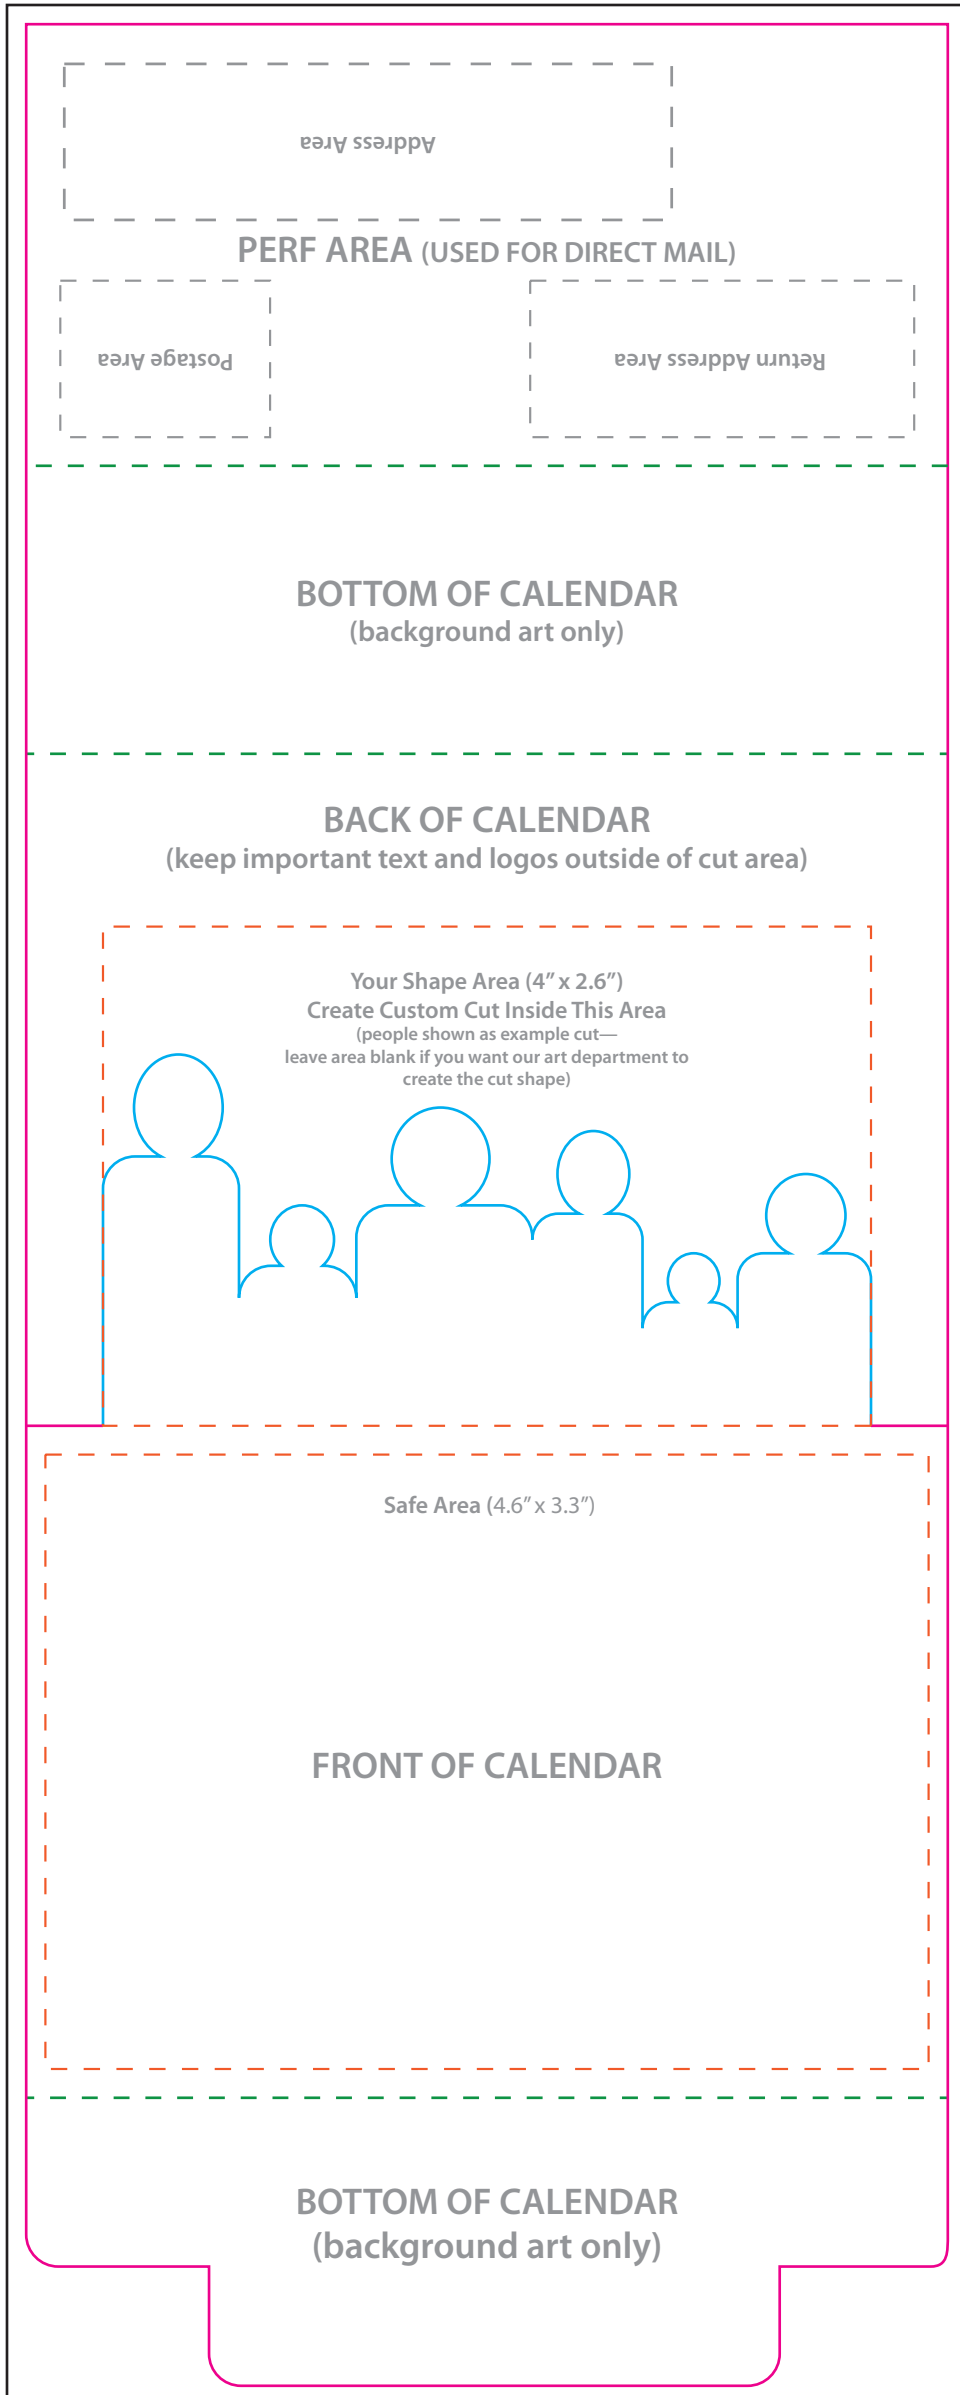 Address Area
PERF AREA (USED FOR DIRECT MAIL)
Postage Area
Return Address Area
BOTTOM OF CALENDAR
(background art only)
BACK OF CALENDAR
(keep important text and logos outside of cut area)
Your Shape Area (4” x 2.6”)
Create Custom Cut Inside This Area
(people shown as example cut—
leave area blank if you want our art department to
create the cut shape)
Safe Area (4.6” x 3.3”)
FRONT OF CALENDAR
BOTTOM OF CALENDAR
(background art only)